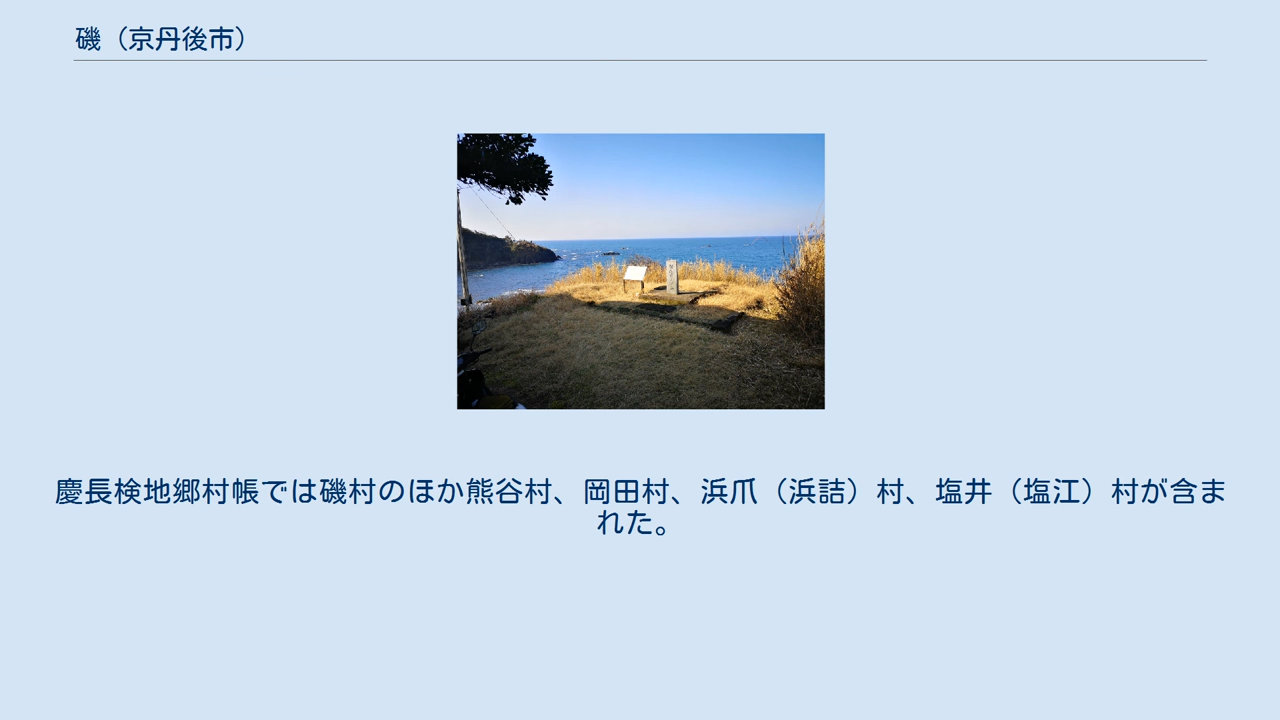 磯（京丹後市）
慶長検地郷村帳では磯村のほか熊谷村、岡田村、浜爪（浜詰）村、塩井（塩江）村が含ま
れた。